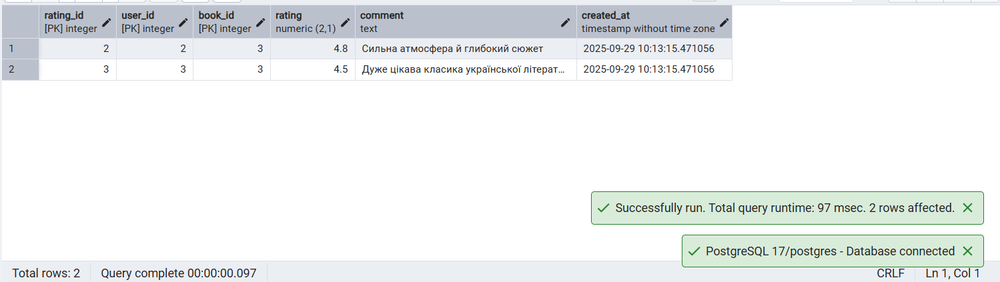 rating_id user_id book_id rating comment created_at
[PK] integer [PK] integer [PK] integer numeric (2,1) text timestamp without time zone
1 2 2 3 4.8 Сильна атмосфера й глибокий сюжет 2025-09-29 10:13:15.471056
2 3 3 3 4.5 Дуже цікава класика української літерат... 2025-09-29 10:13:15.471056
Successfully run. Total query runtime: 97 msec. 2 rows affected.
PostgreSQL 17/postgres - Database connected
Total rows: 2 Query complete 00:00:00.097 CRLF Ln 1, Col 1